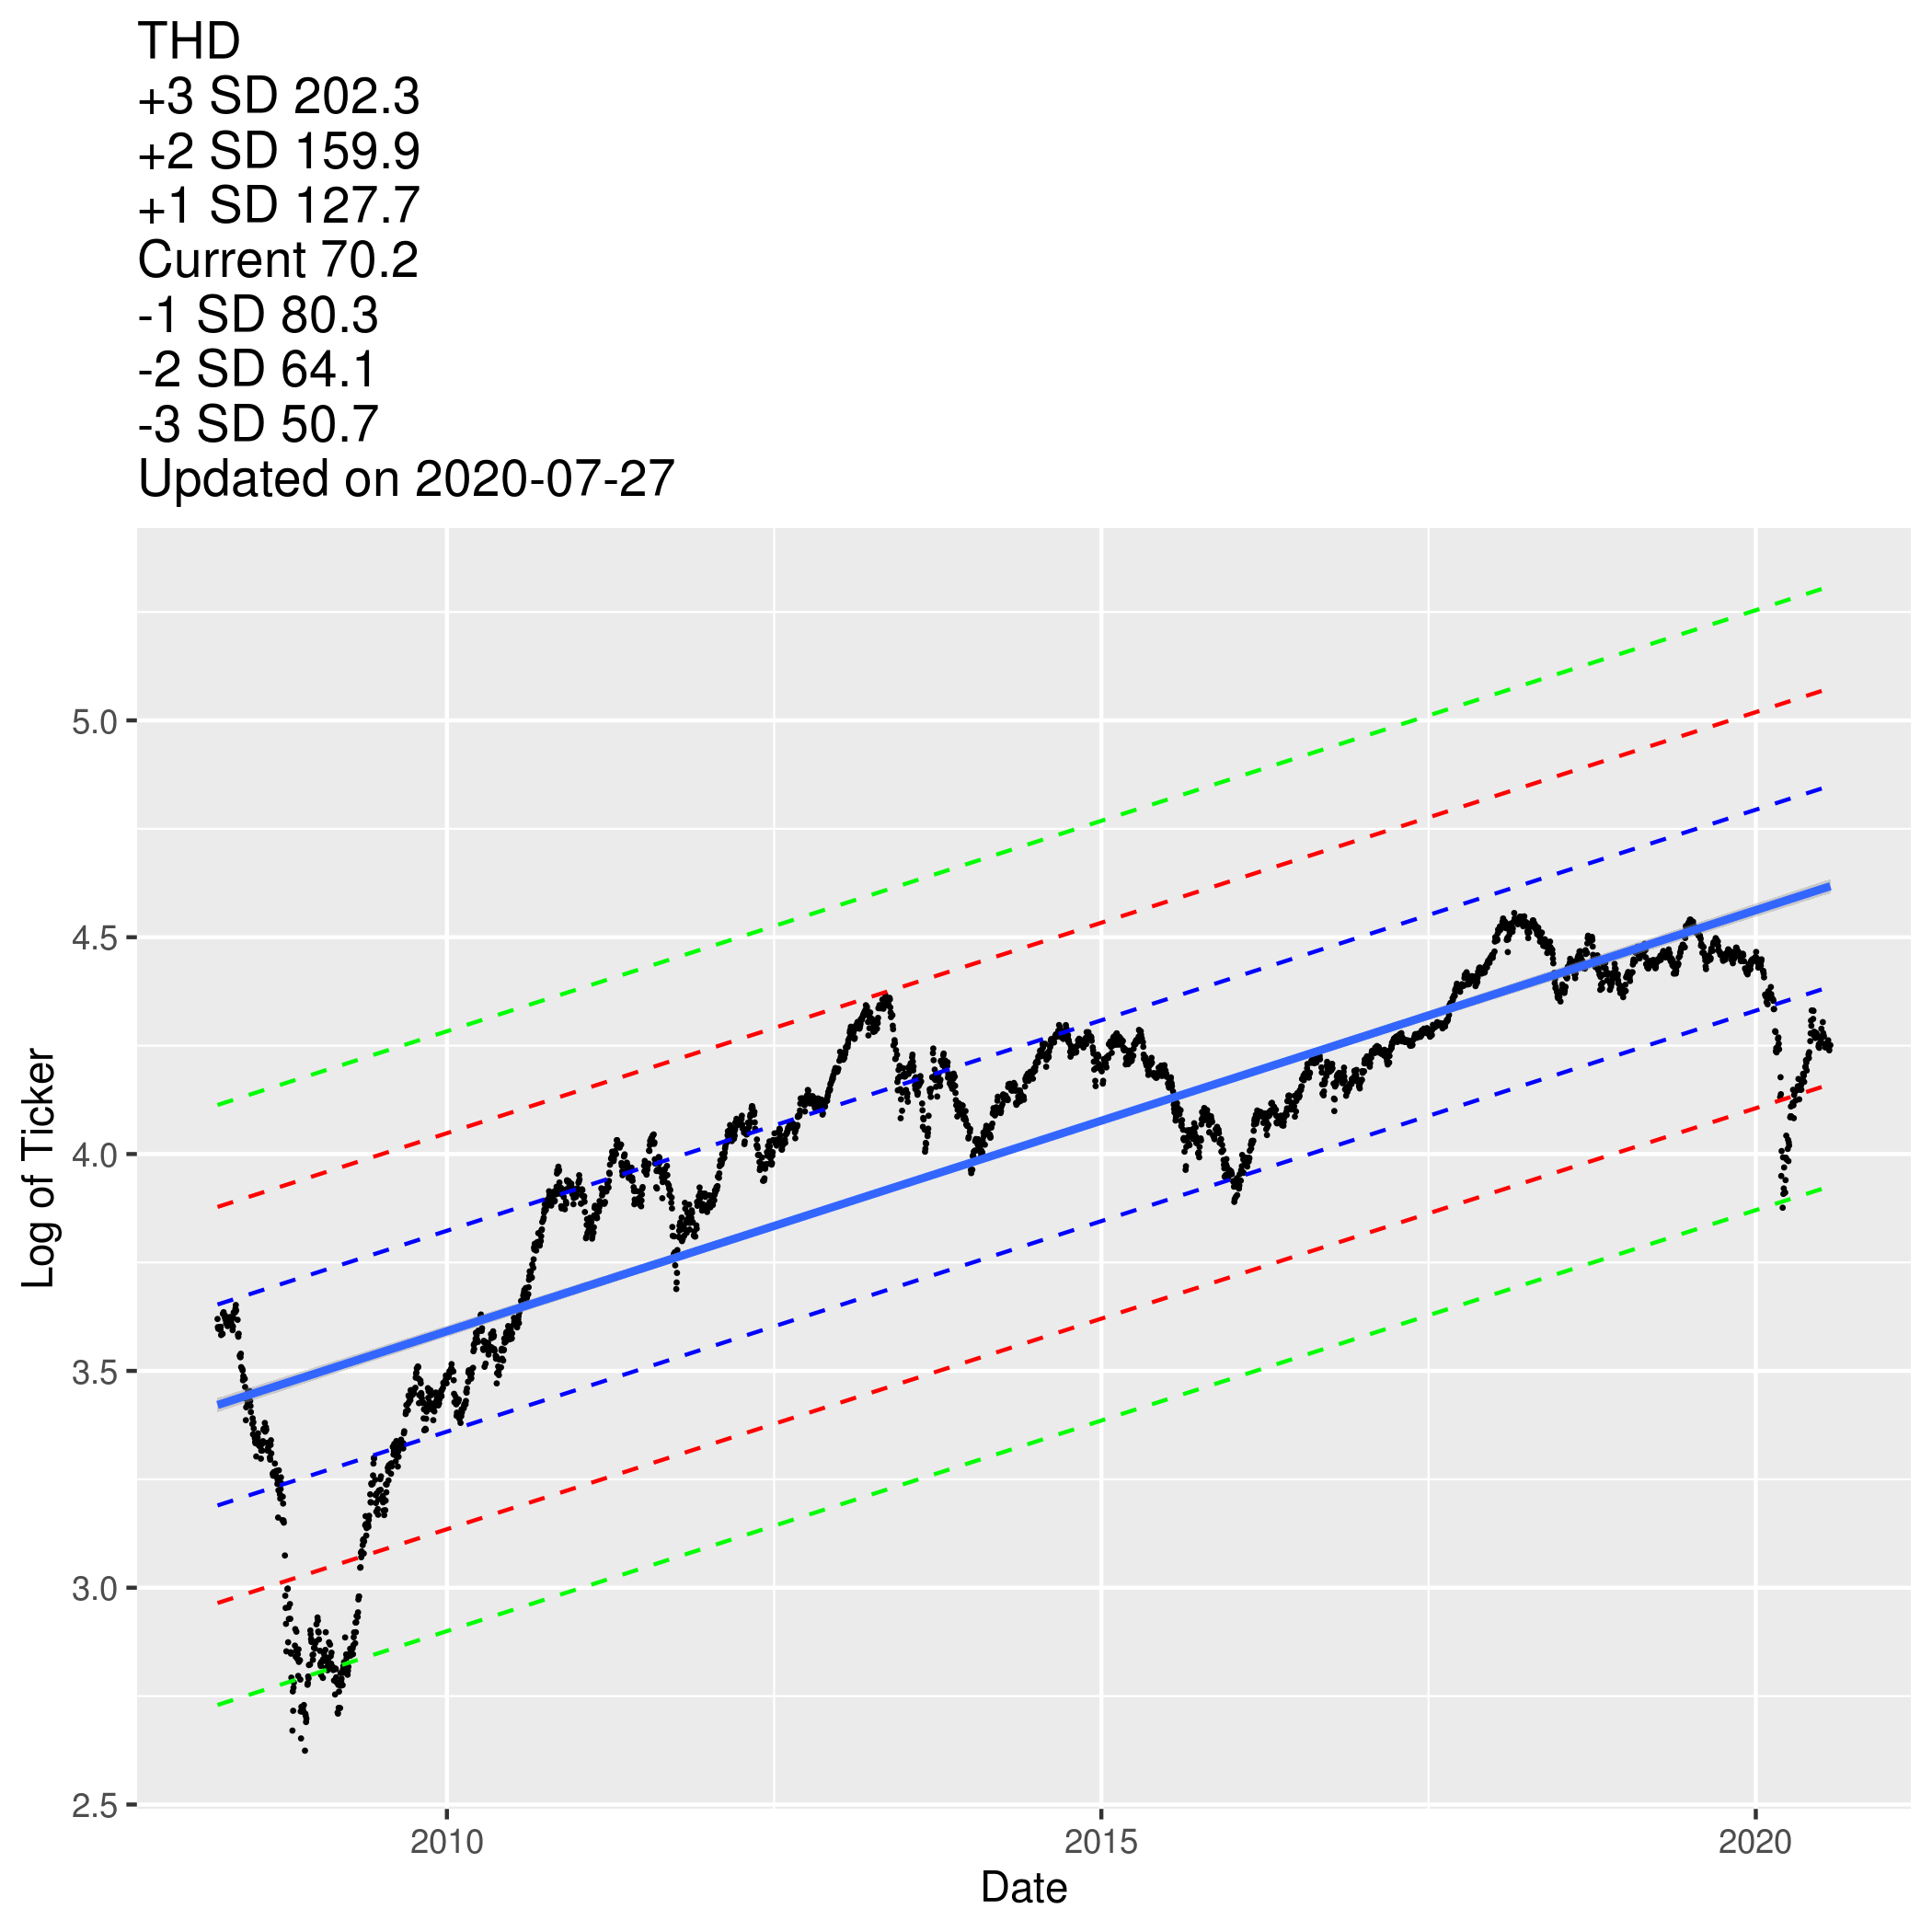 THD
+3 SD 202.3
+2 SD 159.9
+1 SD 127.7
Current 70.2
-1 SD 80.3
-2 SD 64.1
-3 SD 50.7
Updated on 2020-07-27
Log of Ticker
5.0
4.5
4.0
3.5
3.0
2.5
2010
2015
2020
Date